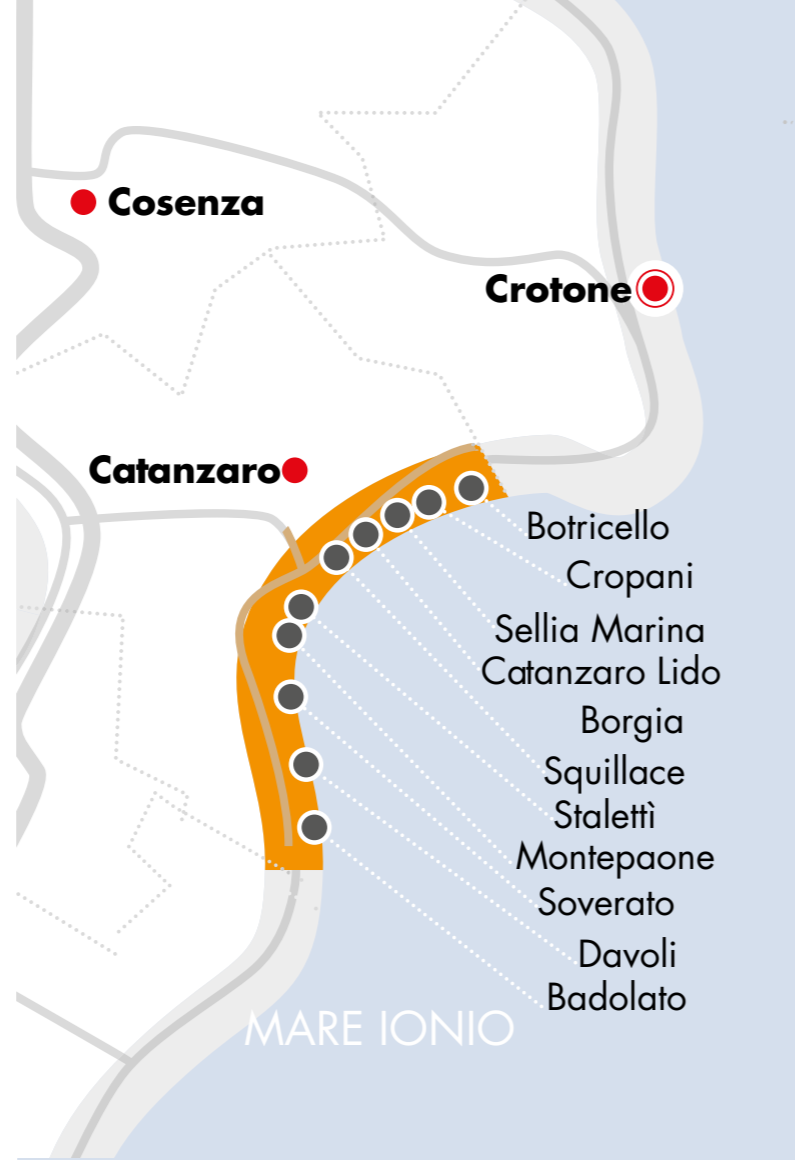 Cosenza
Crotone
Catanzaro
Botricello
Cropani
Sellia Marina
Catanzaro Lido
Borgia
Squillace
Stalettì
Montepaone
Soverato
Davoli
Badolato
MARE IONIO